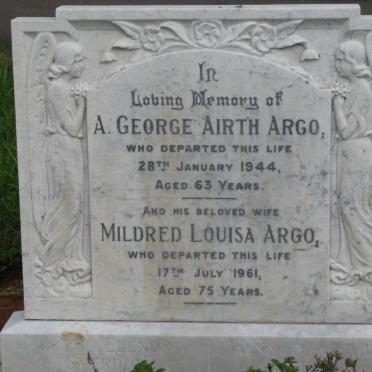 In
Loving Memory of
A. GEORGE AIRTH ARGO,
WHO DEPARTED THIS LIFE
28TH JANUARY 1944,
AGED 63 YEARS.
AND HIS BELOVED WIFE
MILDRED LOUISA ARGO,
WHO DEPARTED THIS LIFE
17TH JULY 1961,
AGED 75 YEARS.